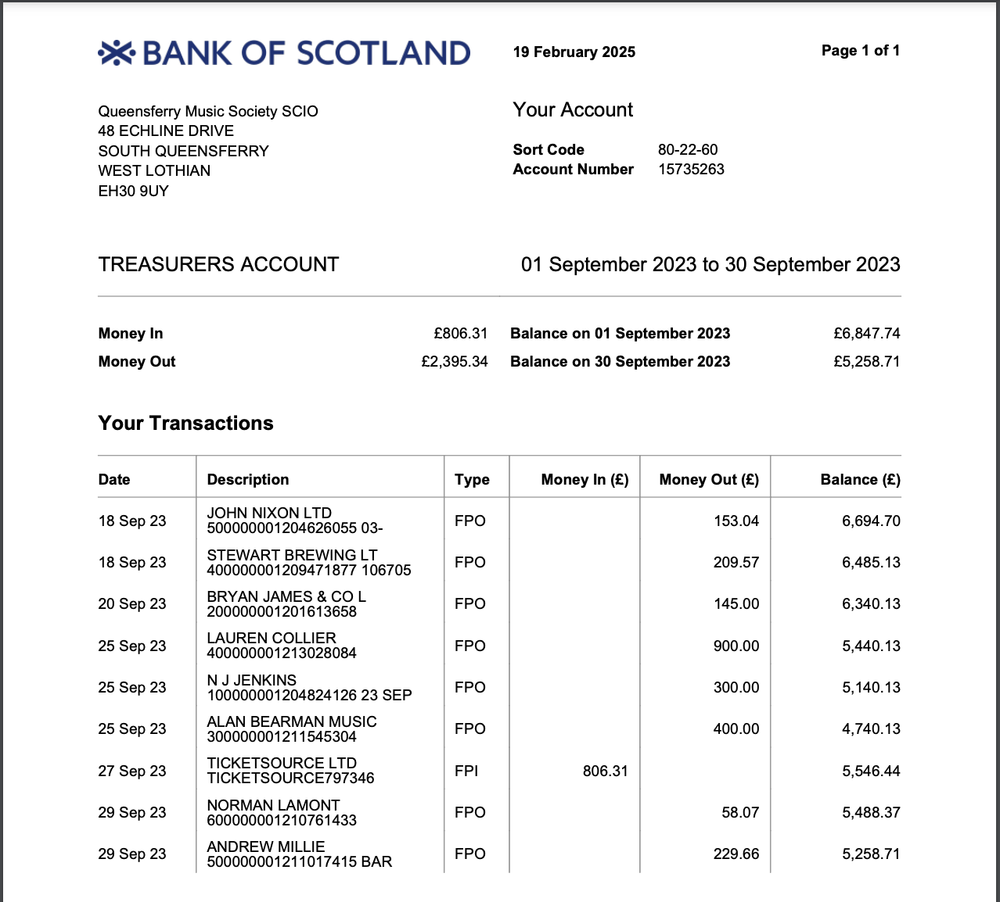 BANK OF SCOTLAND
19 February 2025
Page 1 of 1
Queensferry Music Society SCIO
48 ECHLINE DRIVE
SOUTH QUEENSFERRY
WEST LOTHIAN
EH30 9UY
Your Account
Sort Code 80-22-60
Account Number 15735263
TREASURERS ACCOUNT 01 September 2023 to 30 September 2023
Money In £806.31 Balance on 01 September 2023 £6,847.74
Money Out £2,395.34 Balance on 30 September 2023 £5,258.71
Your Transactions
Date Description Type Money In (£) Money Out (£) Balance (£)
18 Sep 23 JOHN NIXON LTD FPO 153.04 6,694.70
500000001204626055 03-
18 Sep 23 STEWART BREWING LT FPO 209.57 6,485.13
400000001209471877 106705
20 Sep 23 BRYAN JAMES & CO L FPO 145.00 6,340.13
200000001201613658
25 Sep 23 LAUREN COLLIER FPO 900.00 5,440.13
400000001213028084
25 Sep 23 N J JENKINS FPO 300.00 5,140.13
100000001204824126 23 SEP
25 Sep 23 ALAN BEARMAN MUSIC FPO 400.00 4,740.13
300000001211545304
27 Sep 23 TICKETSOURCE LTD FPI 806.31 5,546.44
TICKETSOURCE797346
29 Sep 23 NORMAN LAMONT FPO 58.07 5,488.37
600000001210761433
29 Sep 23 ANDREW MILLIE FPO 229.66 5,258.71
500000001211017415 BAR